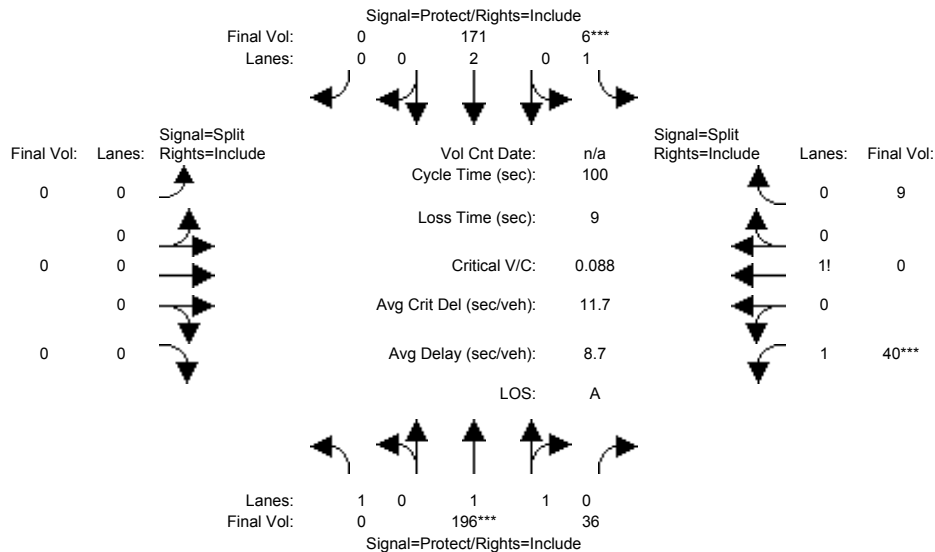 Signal=Protect/Rights=Include
Final Vol: 0 171 6***
Lanes: 0 0 2 0 1
Signal=Split Signal=Split
Final Vol: Lanes: Rights=Include Vol Cnt Date: n/a Rights=Include Lanes: Final Vol:
Cycle Time (sec): 100
0 0 0 9
Loss Time (sec): 9
0 0
0 0 Critical V/C: 0.088 1! 0
0 Avg Crit Del (sec/veh): 11.7 0
0 0 Avg Delay (sec/veh): 8.7 1 40***
LOS: A
Lanes: 1 0 1 1 0
Final Vol: 0 196*** 36
Signal=Protect/Rights=Include